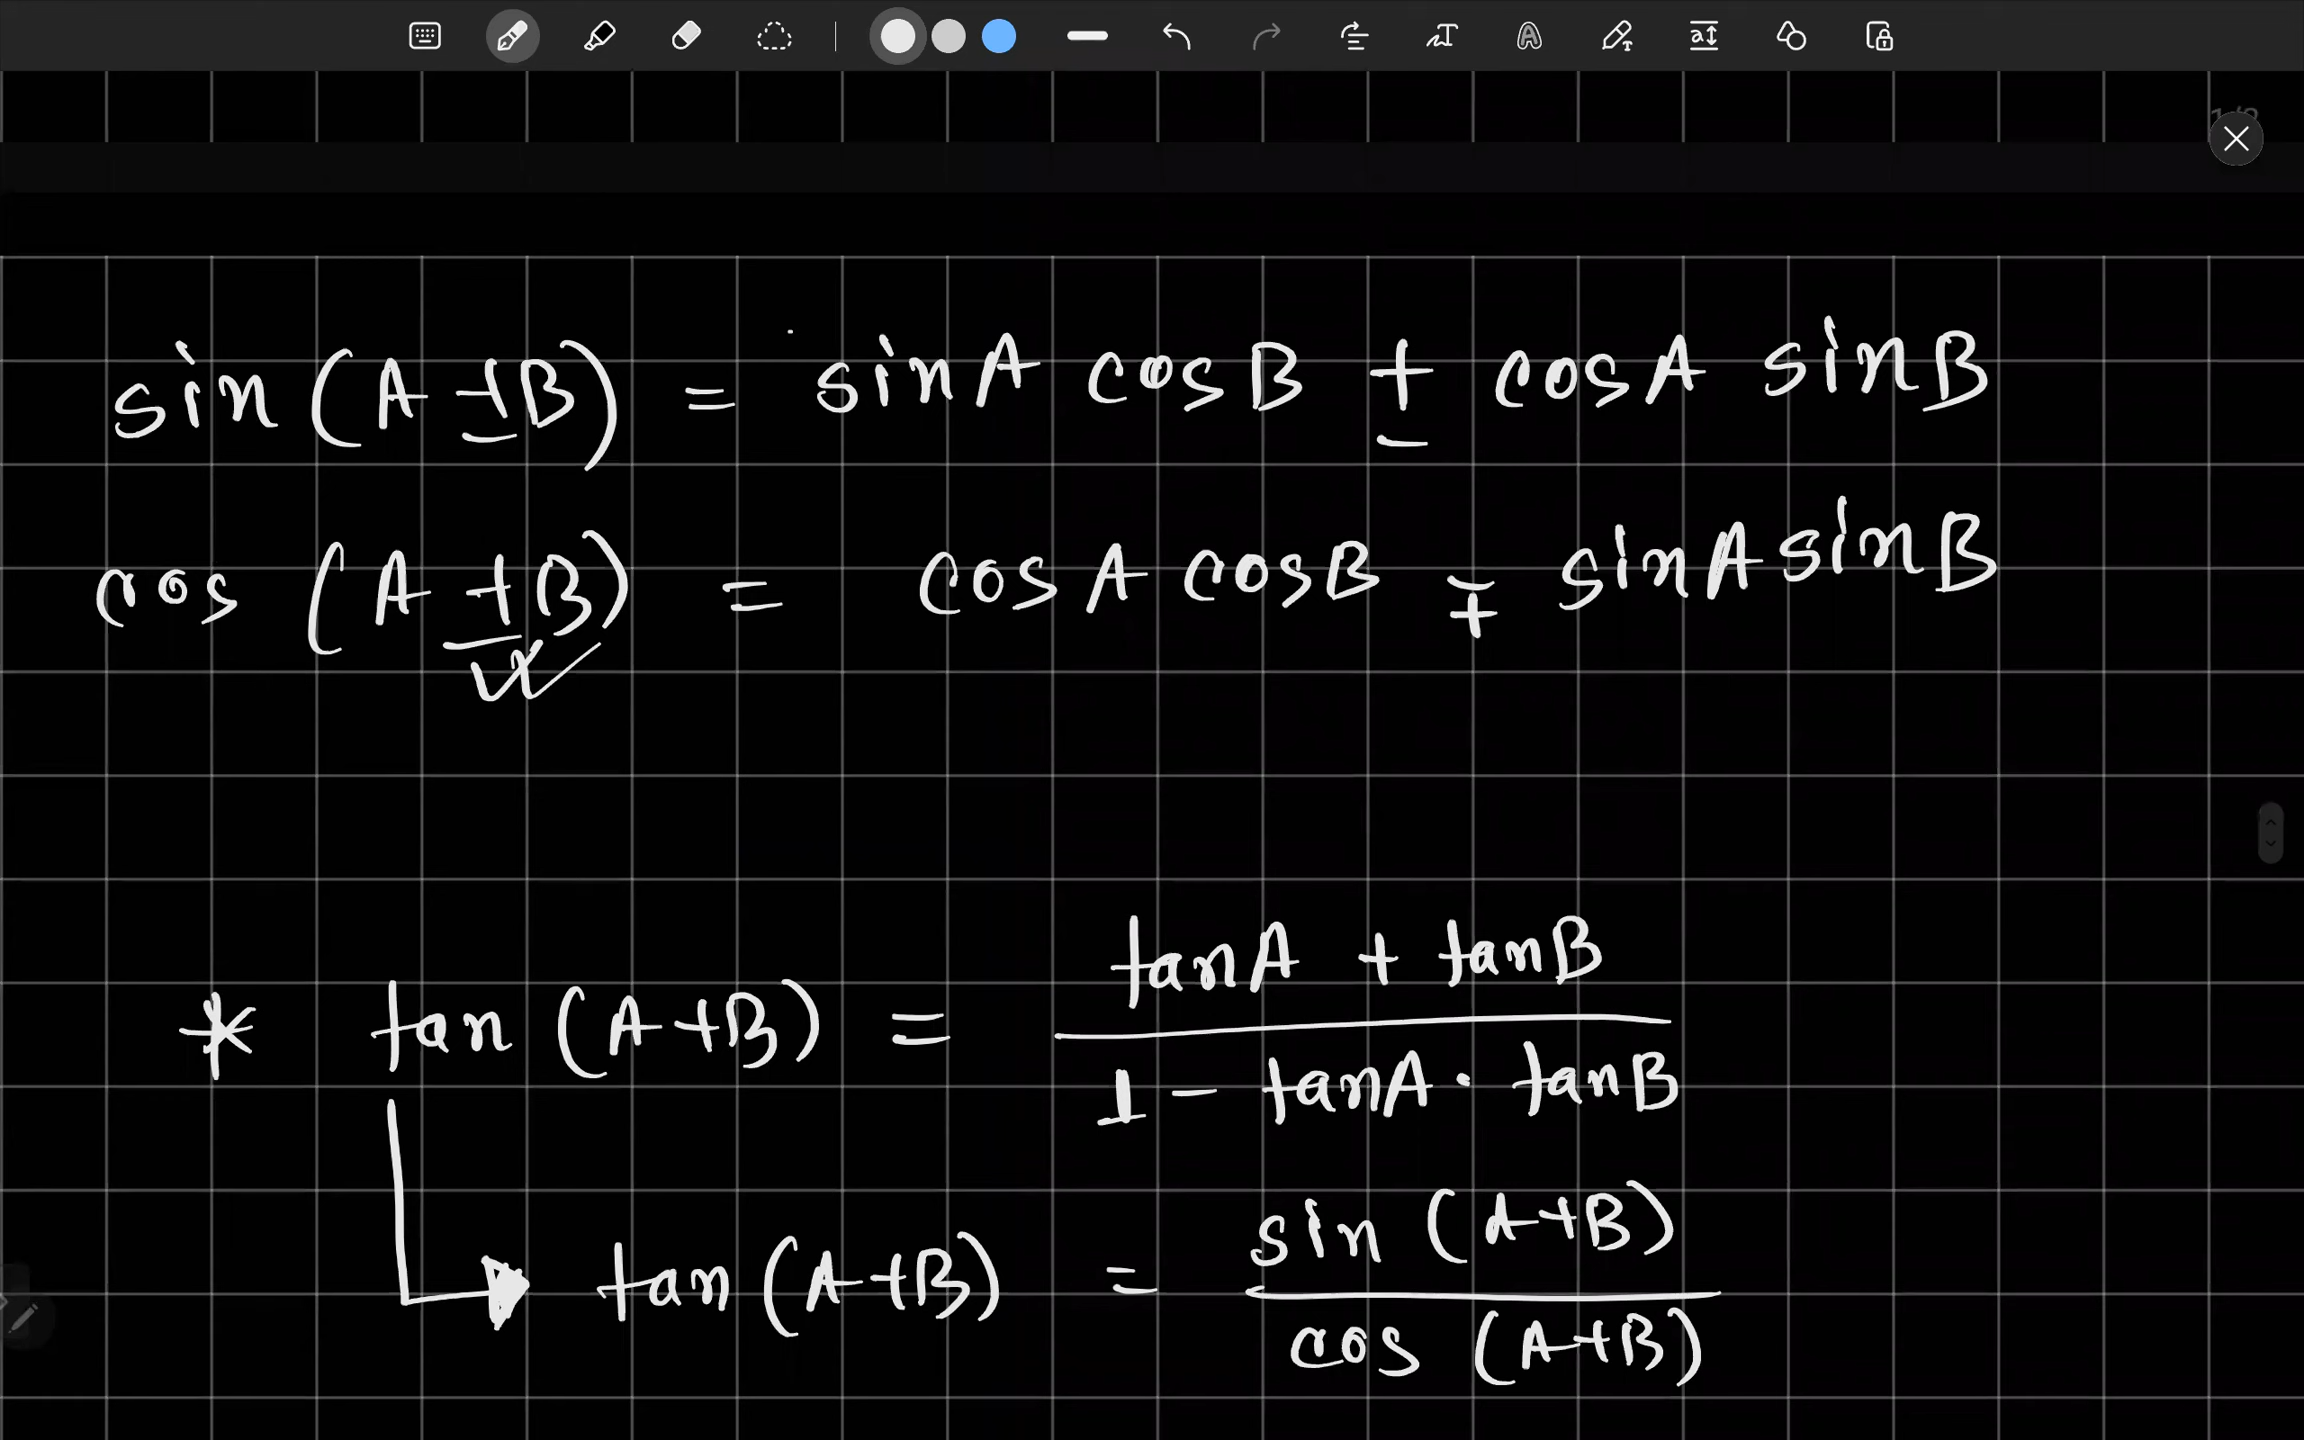 sin (A ± B) = sinA cosB ± cosA sinB
cos (A ± B) = cosA cosB ∓ sinA sinB
* tan (A+B) = tanA + tanB / 1 - tanA · tanB
tan (A+B) = sin (A+B) / cos (A+B)